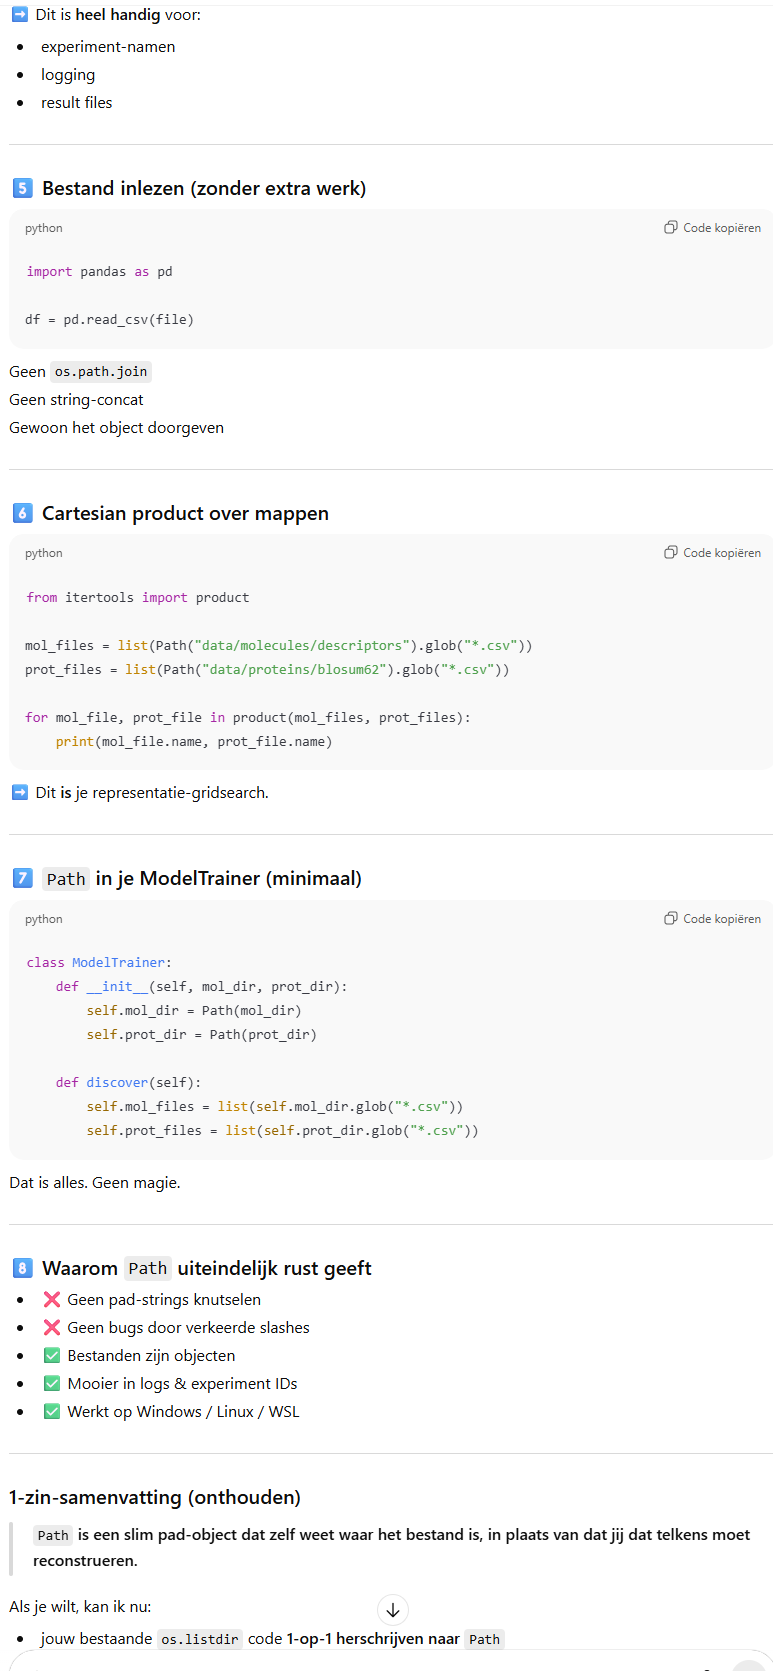 ➡️ Dit is heel handig voor:
• experiment-namen
• logging
• result files
5️⃣ Bestand inlezen (zonder extra werk)
python
Code kopiëren
import pandas as pd
df = pd.read_csv(file)
Geen os.path.join
Geen string-concat
Gewoon het object doorgeven
6️⃣ Cartesian product over mappen
python
Code kopiëren
from itertools import product
mol_files = list(Path("data/molecules/descriptors").glob("*.csv"))
prot_files = list(Path("data/proteins/blosum62").glob("*.csv"))
for mol_file, prot_file in product(mol_files, prot_files):
    print(mol_file.name, prot_file.name)
➡️ Dit is je representatie-gridsearch.
7️⃣ Path in je ModelTrainer (minimaal)
python
Code kopiëren
class ModelTrainer:
    def __init__(self, mol_dir, prot_dir):
        self.mol_dir = Path(mol_dir)
        self.prot_dir = Path(prot_dir)
    def discover(self):
        self.mol_files = list(self.mol_dir.glob("*.csv"))
        self.prot_files = list(self.prot_dir.glob("*.csv"))
Dat is alles. Geen magie.
8️⃣ Waarom Path uiteindelijk rust geeft
• ❌ Geen pad-strings knutselen
• ❌ Geen bugs door verkeerde slashes
• ✅ Bestanden zijn objecten
• ✅ Mooier in logs & experiment IDs
• ✅ Werkt op Windows / Linux / WSL
1-zin-samenvatting (onthouden)
Path is een slim pad-object dat zelf weet waar het bestand is, in plaats van dat jij dat telkens moet
reconstrueren.
Als je wilt, kan ik nu:
• jouw bestaande os.listdir code 1-op-1 herschrijven naar Path